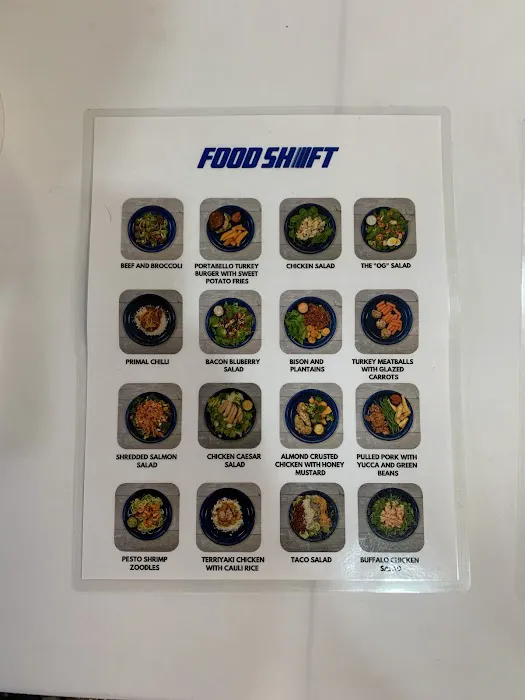 FOOD SHIFT
BEEF AND BROCCOLI
PORTABELLO TURKEY
BURGER WITH SWEET
POTATO FRIES
CHICKEN SALAD
THE "OG" SALAD
PRIMAL CHILLI
BACON BLUBERRY
SALAD
BISON AND
PLANTAINS
TURKEY MEATBALLS
WITH GLAZED
CARROTS
SHREDDED SALMON
SALAD
CHICKEN CAESAR
SALAD
ALMOND CRUSTED
CHICKEN WITH HONEY
MUSTARD
PULLED PORK WITH
YUCCA AND GREEN
BEANS
PESTO SHRIMP
ZOODLES
TERRIYAKI CHICKEN
WITH CAULI RICE
TACO SALAD
BUFFALO CHICKEN
SALAD